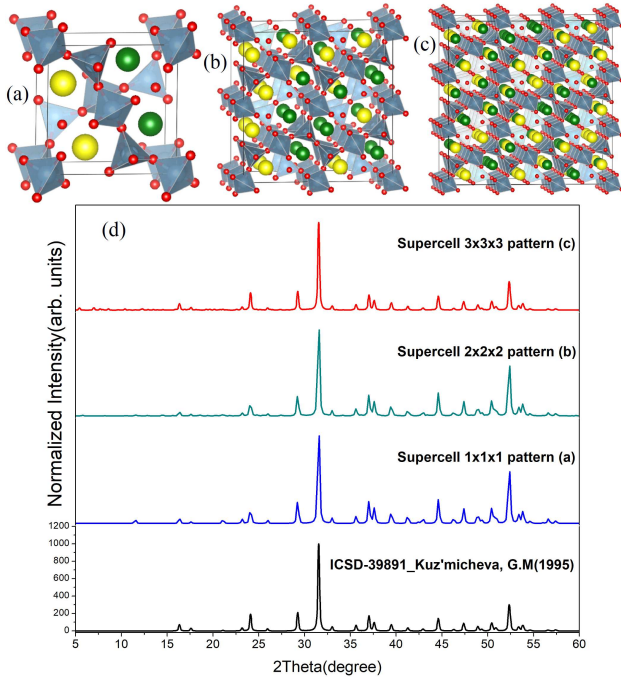 (a)
(b)
(c)
(d)
Supercell 3x3x3 pattern (c)
Supercell 2x2x2 pattern (b)
Supercell 1x1x1 pattern (a)
ICSD-39891_Kuz'micheva, G.M(1995)
Normalized Intensity(arb. units)
1200
1000
800
600
400
200
0
5 10 15 20 25 30 35 40 45 50 55 60
2Theta(degree)